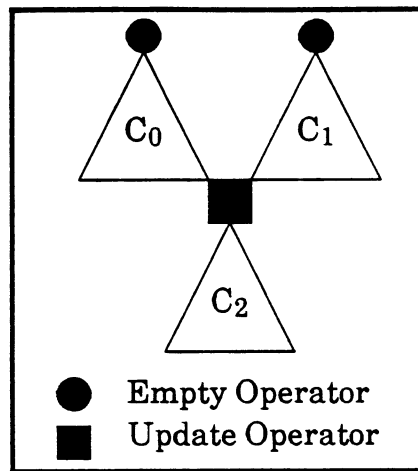 C₀ C₁
C₂
Empty Operator
Update Operator